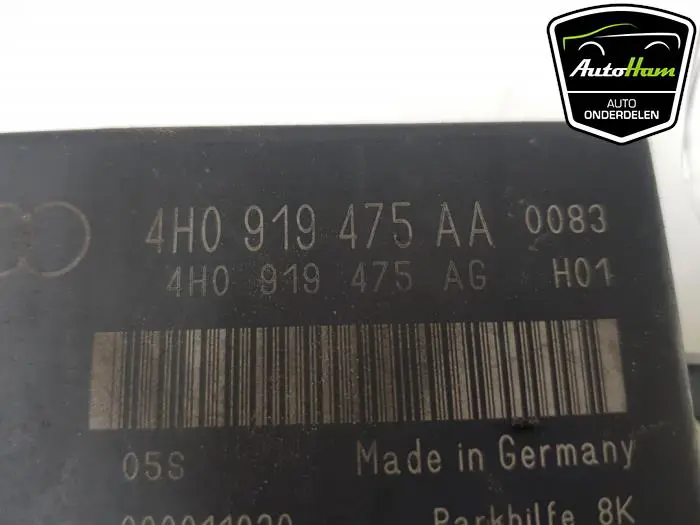 AutoHam
AUTO
ONDERDELEN
4H0 919 475 AA 0083
4H0 919 475 AG H01
05S Made in Germany
Parkhilfe 8K